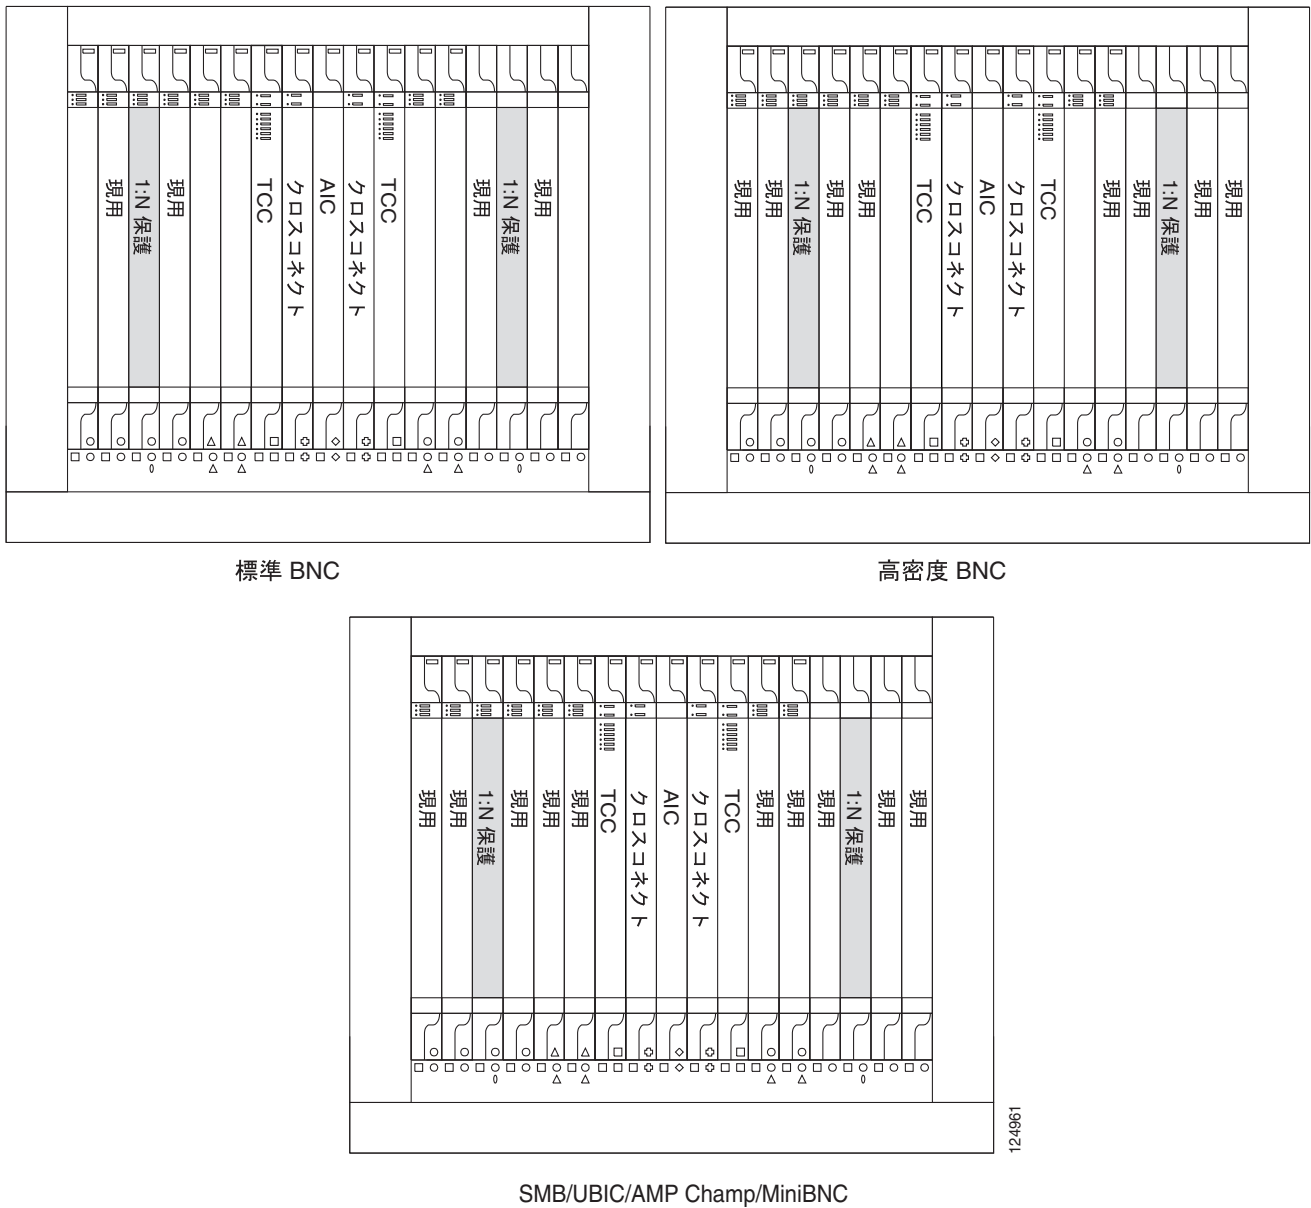 現用
1:N 保護
現用
TCC
クロスコネクト
AIC
クロスコネクト
TCC
現用
1:N 保護
現用
標準 BNC
現用
現用
1:N 保護
現用
現用
TCC
クロスコネクト
AIC
クロスコネクト
TCC
現用
現用
1:N 保護
現用
現用
高密度 BNC
現用
現用
1:N 保護
現用
現用
現用
TCC
クロスコネクト
AIC
クロスコネクト
TCC
現用
現用
現用
1:N 保護
現用
現用
124961
SMB/UBIC/AMP Champ/MiniBNC